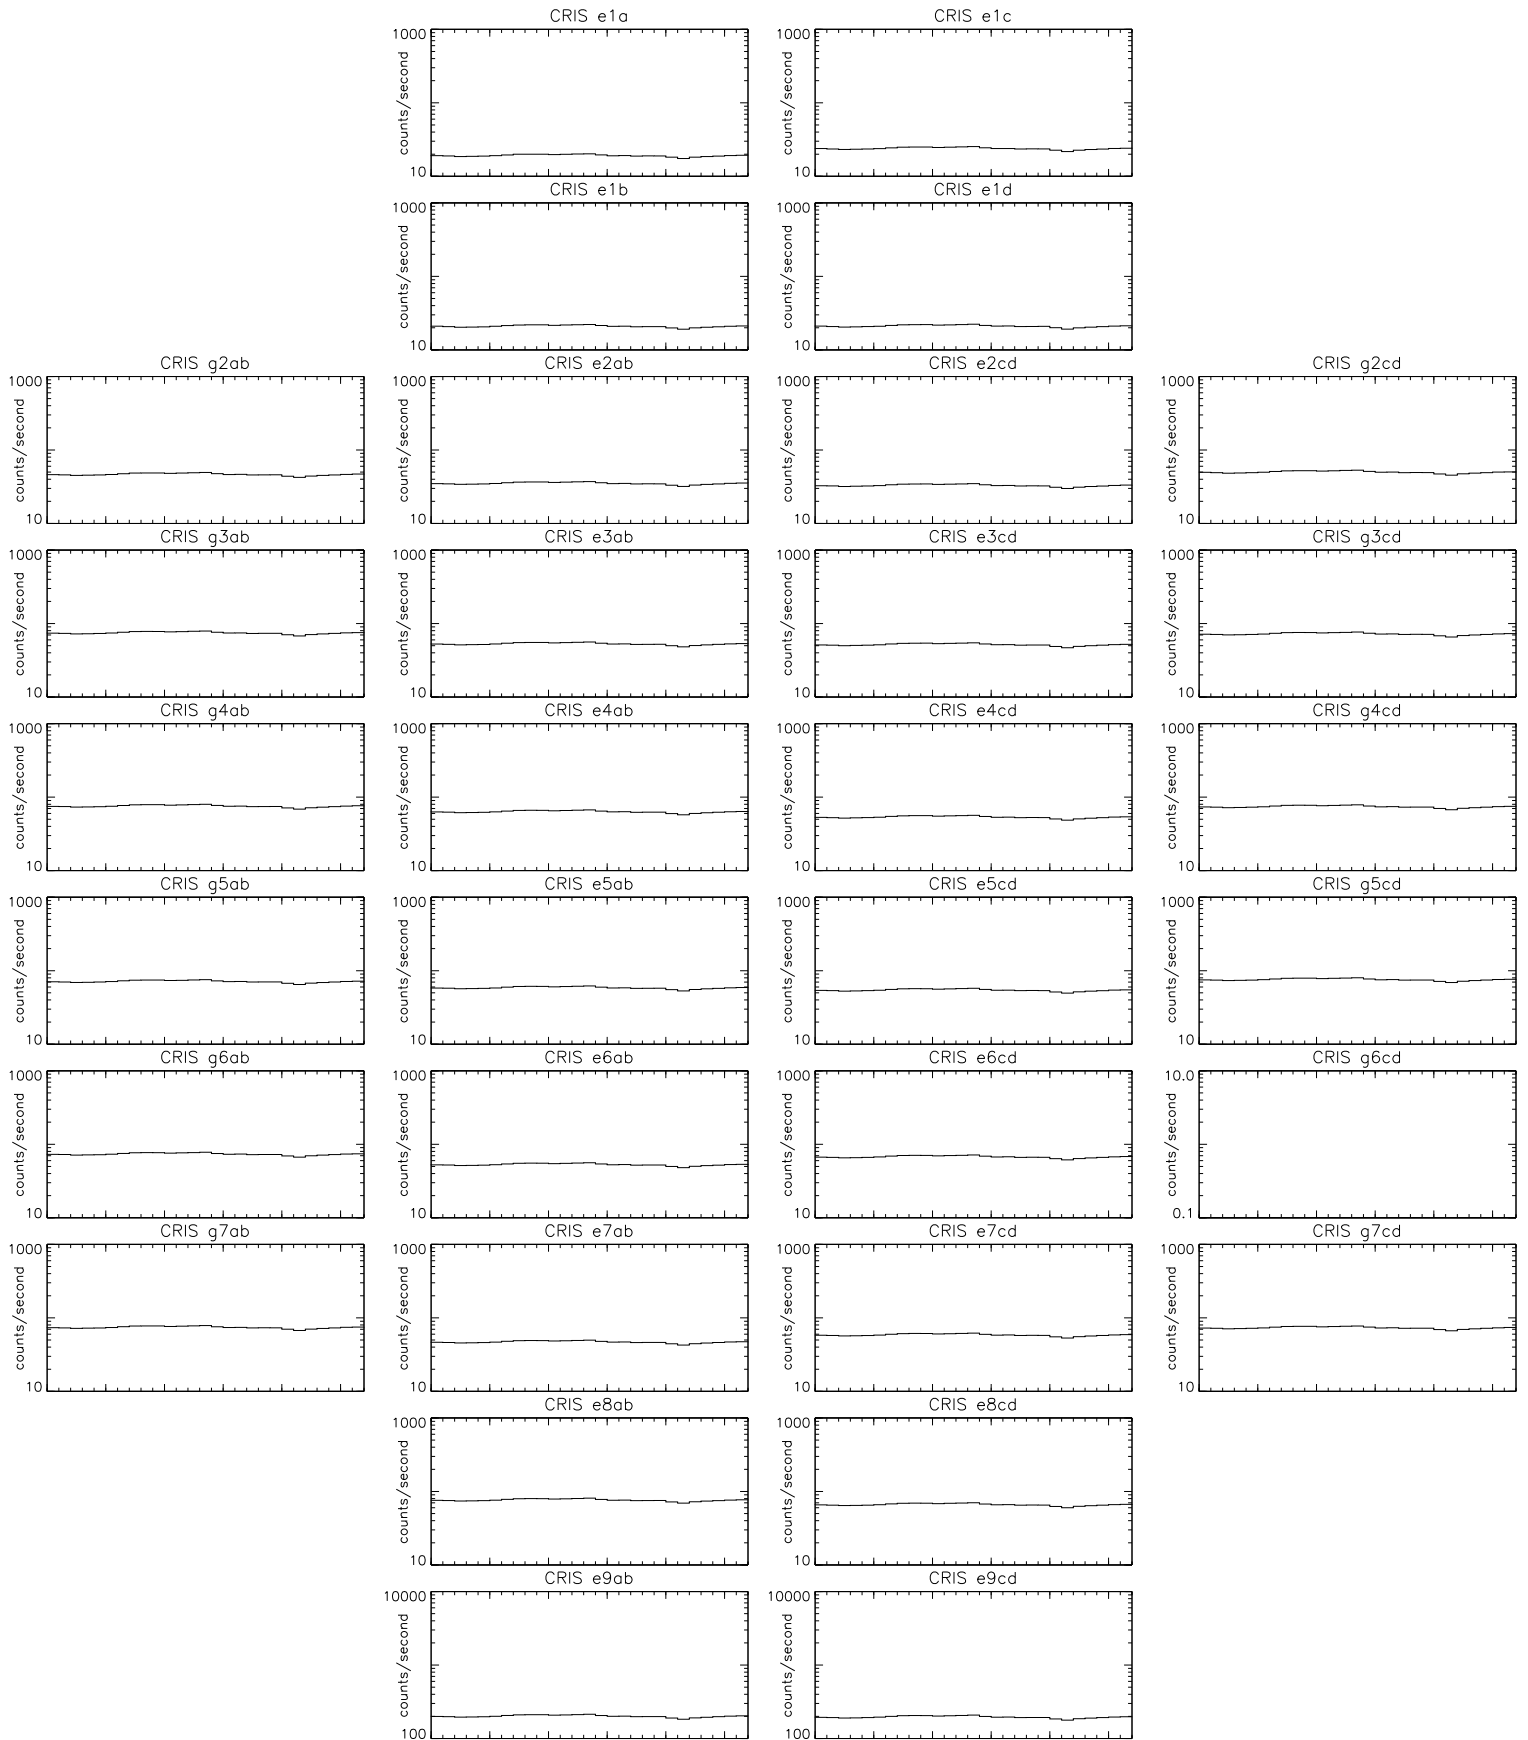 CRIS e1a
CRIS e1c
1000
counts/second
10
1000
counts/second
10
CRIS e1b
CRIS e1d
1000
counts/second
10
1000
counts/second
10
CRIS g2ab
CRIS e2ab
CRIS e2cd
CRIS g2cd
1000
counts/second
10
1000
counts/second
10
1000
counts/second
10
1000
counts/second
10
CRIS g3ab
CRIS e3ab
CRIS e3cd
CRIS g3cd
1000
counts/second
10
1000
counts/second
10
1000
counts/second
10
1000
counts/second
10
CRIS g4ab
CRIS e4ab
CRIS e4cd
CRIS g4cd
1000
counts/second
10
1000
counts/second
10
1000
counts/second
10
1000
counts/second
10
CRIS g5ab
CRIS e5ab
CRIS e5cd
CRIS g5cd
1000
counts/second
10
1000
counts/second
10
1000
counts/second
10
1000
counts/second
10
CRIS g6ab
CRIS e6ab
CRIS e6cd
CRIS g6cd
1000
counts/second
10
1000
counts/second
10
1000
counts/second
10
10.0
counts/second
0.1
CRIS g7ab
CRIS e7ab
CRIS e7cd
CRIS g7cd
1000
counts/second
10
1000
counts/second
10
1000
counts/second
10
1000
counts/second
10
CRIS e8ab
CRIS e8cd
1000
counts/second
10
1000
counts/second
10
CRIS e9ab
CRIS e9cd
10000
counts/second
100
10000
counts/second
100